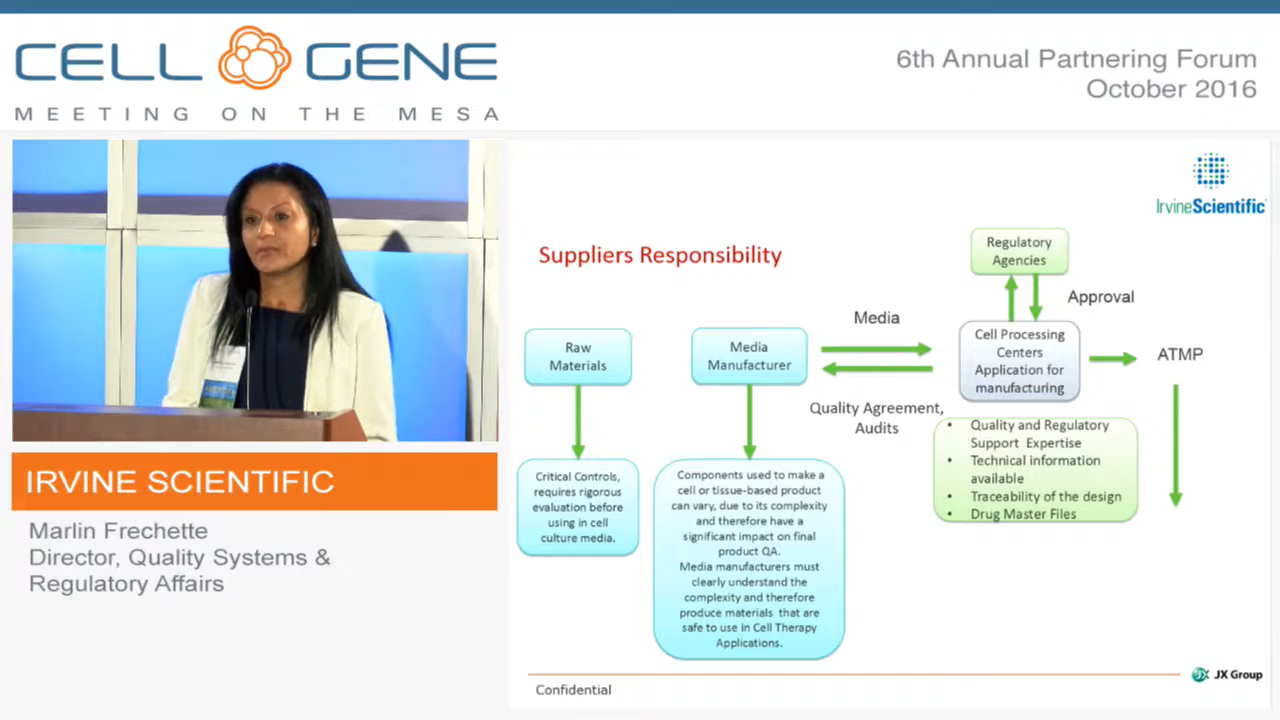 CELL GENE
MEETING ON THE MESA
6th Annual Partnering Forum
October 2016
IrvineScientific
Suppliers Responsibility
Regulatory
Agencies
Approval
Media
Raw
Materials
Media
Manufacturer
Cell Processing
Centers
Application for
manufacturing
ATMP
Quality Agreement,
Audits
• Quality and Regulatory
Support Expertise
• Technical information
available
• Traceability of the design
• Drug Master Files
Critical Controls,
requires rigorous
evaluation before
using in cell
culture media.
Components used to make a
cell or tissue-based product
can vary, due to its complexity
and therefore have a
significant impact on final
product QA.
Media manufacturers must
clearly understand the
complexity and therefore
produce materials that are
safe to use in Cell Therapy
Applications.
IRVINE SCIENTIFIC
Marlin Frechette
Director, Quality Systems &
Regulatory Affairs
Confidential
JX Group